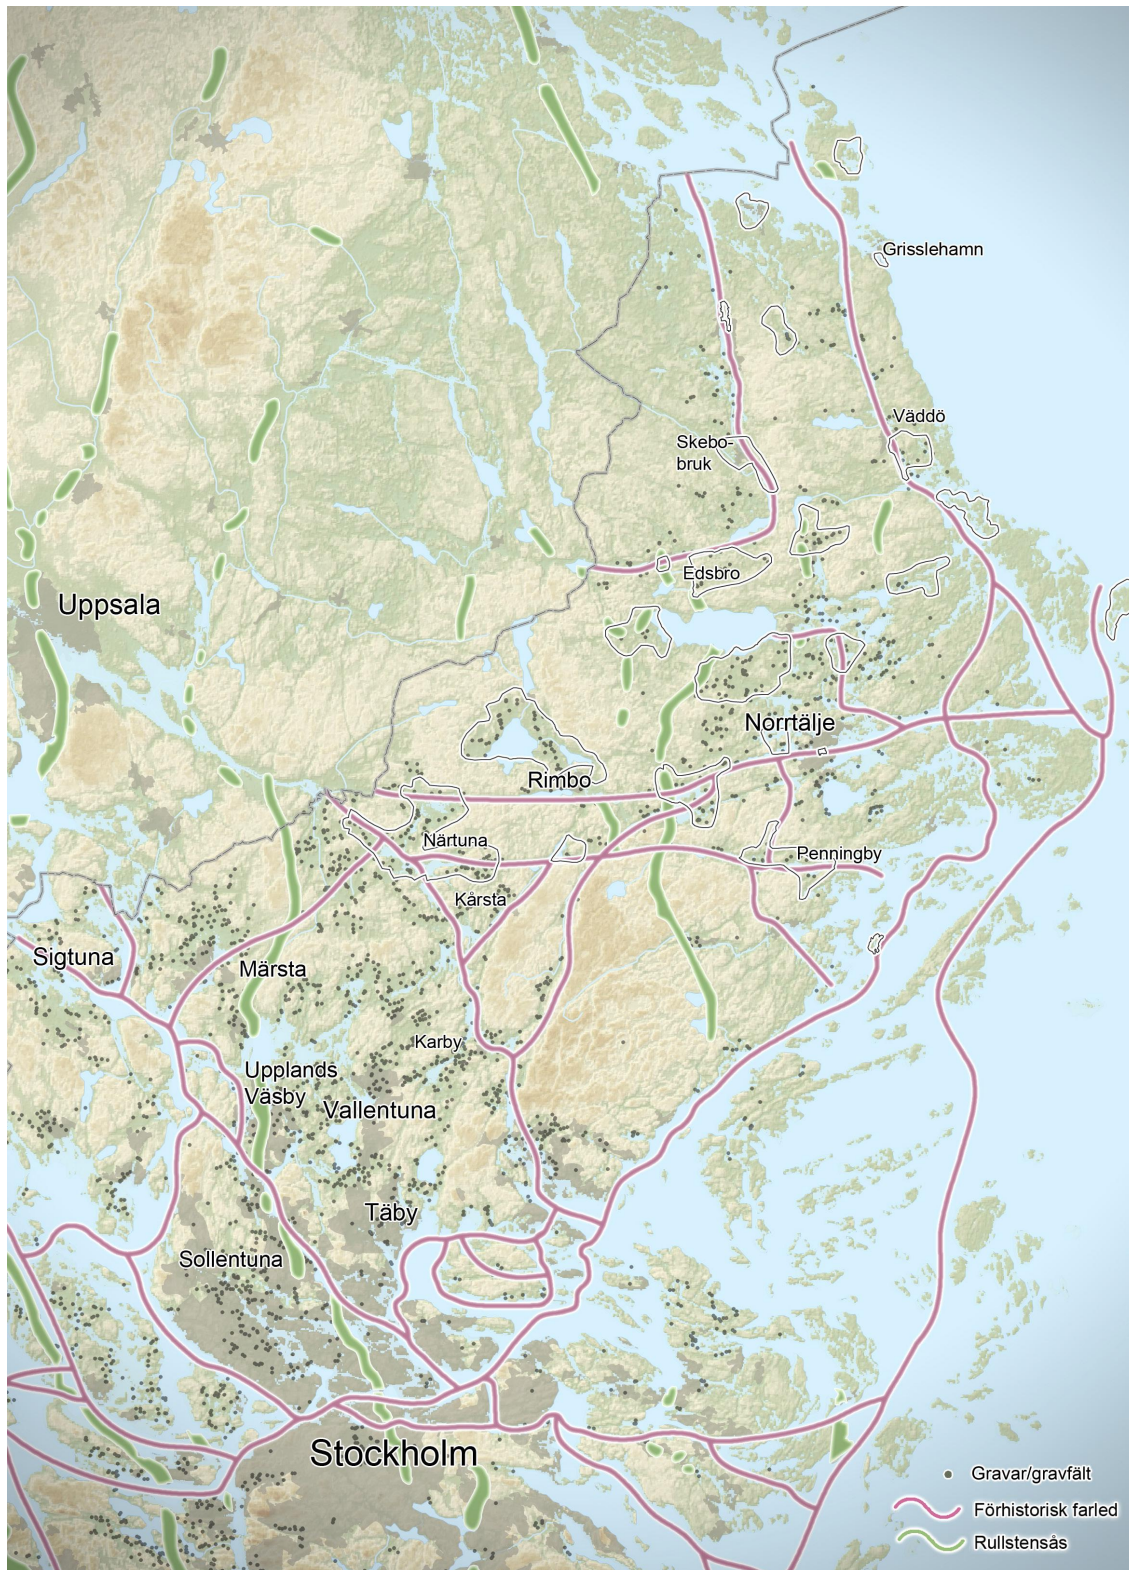 Grisslehamn
Väddö
Skebo-
bruk
Edsbro
Uppsala
Norrtälje
Rimbo
Närtuna
Penningby
Kårsta
Sigtuna
Märsta
Karby
Upplands
Väsby
Vallentuna
Täby
Sollentuna
Stockholm
Gravar/gravfält
Förhistorisk farled
Rullstensås